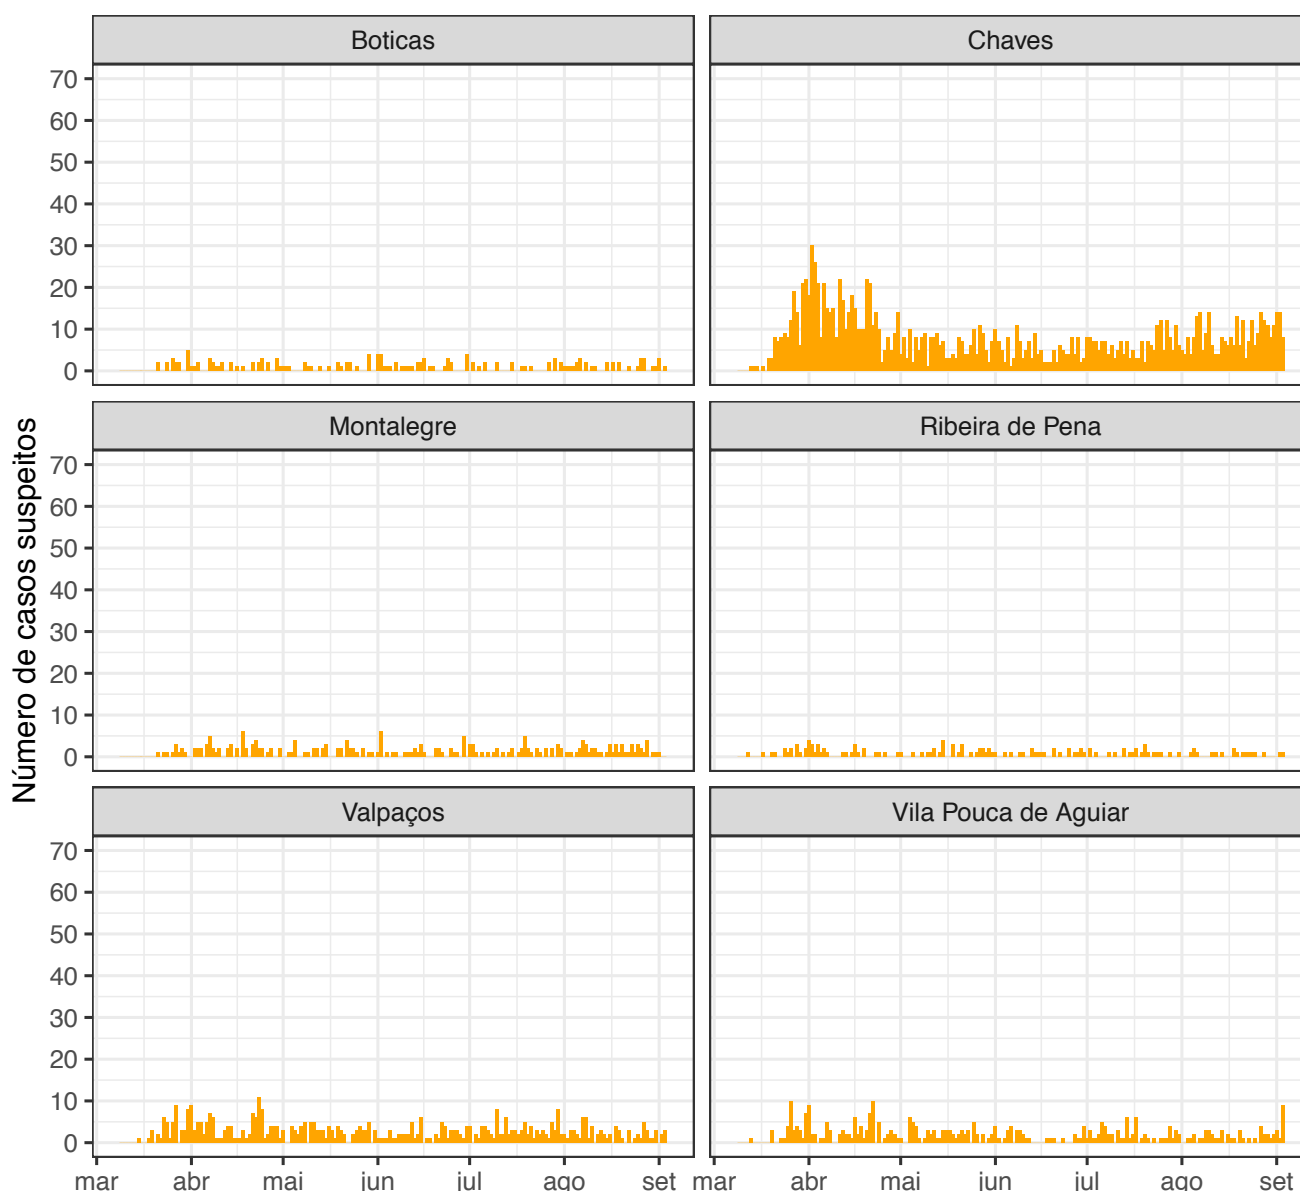 Boticas
Chaves
70
60
50
40
30
20
10
0
Montalegre
Ribeira de Pena
70
60
50
40
30
20
10
0
Número de casos suspeitos
Valpaços
Vila Pouca de Aguiar
70
60
50
40
30
20
10
0
mar abr mai jun jul ago set
mar abr mai jun jul ago set